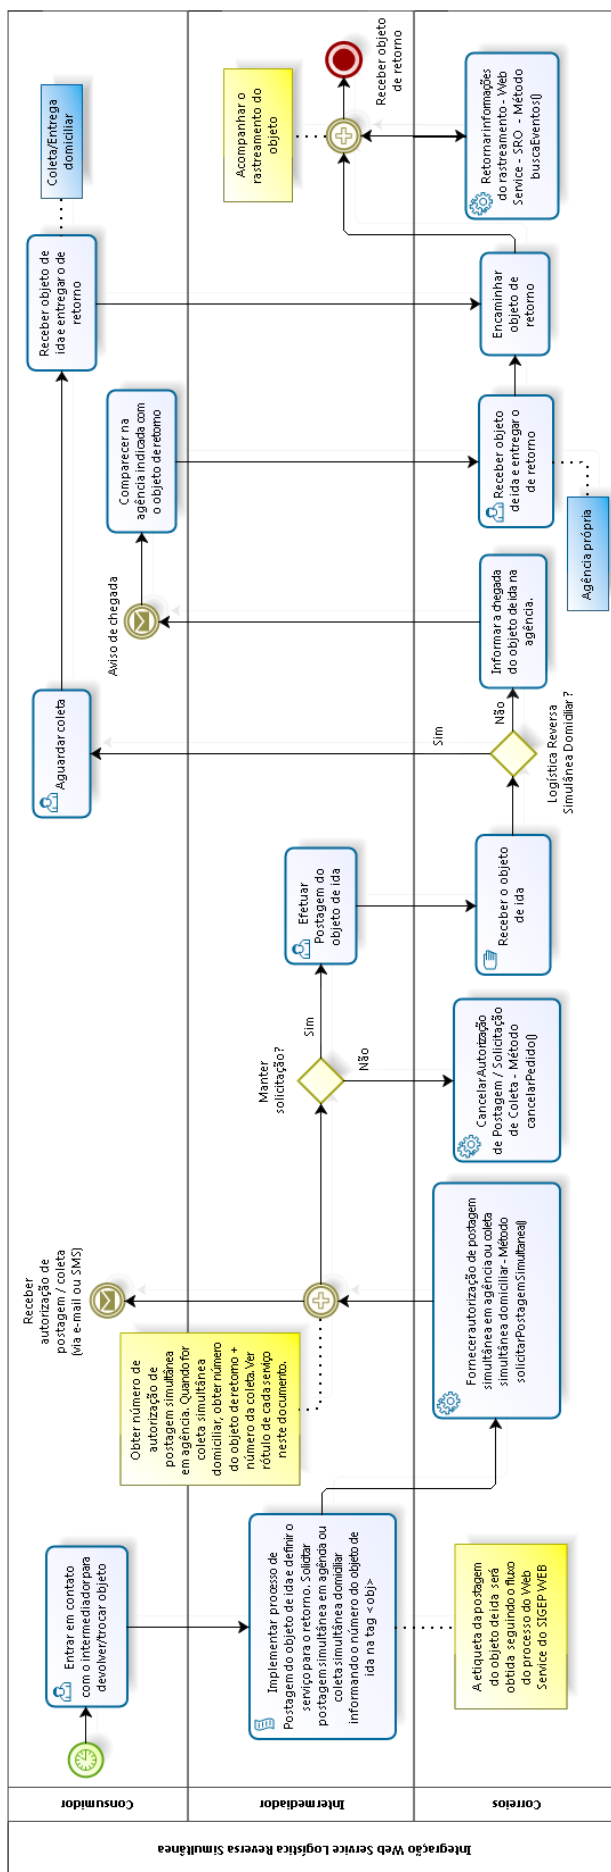 Integração Web Service Logística Reversa Simultânea
Consumidor
Intermediador
Correios
Entrar em contato
com o intermediador para
devolver/trocar objeto
Receber
autorização de
postagem / coleta
(via e-mail ou SMS)
Aguardar coleta
Aviso de chegada
Comparecer na
agência indicada com
o objeto de retorno
Receber objeto de
ida e entregar o de
retorno
Coleta/Entrega
domiciliar
Implementar processo de
Postagem do objeto de ida e definir o
serviço para o retorno. Solicitar
postagem simultânea em agência ou
coleta simultânea domiciliar
informando o número do objeto de
ida na tag <obj>
Obter número de
autorização de
postagem simultânea
em agência. Quando for
coleta simultânea
domiciliar, obter número
do objeto de retorno +
número da coleta. Ver
rótulo de cada serviço
neste documento.
Manter
solicitação?
Sim
Não
Efetuar
Postagem do
objeto de ida
Acompanhar o
rastreamento do
objeto
Receber objeto
de retorno
A etiqueta da postagem
do objeto de ida será
obtida seguindo o fluxo
do processo do Web
Service do SIGEP WEB
Fornecer autorização de postagem
simultânea em agência ou coleta
simultânea domiciliar - Método
solicitarPostagemSimultanea()
Cancelar Autorização
de Postagem / Solicitação
de Coleta - Método
cancelarPedido()
Receber o objeto
de ida
Sim
Não
Logística Reversa
Simulânea Domiciliar?
Informar a chegada
do objeto de ida na
agência.
Receber objeto
de ida e entregar o
de retorno
Agência própria
Encaminhar
objeto de
retorno
Retornar informações
do rastreamento - Web
Service - SRO - Método
buscaEventos()